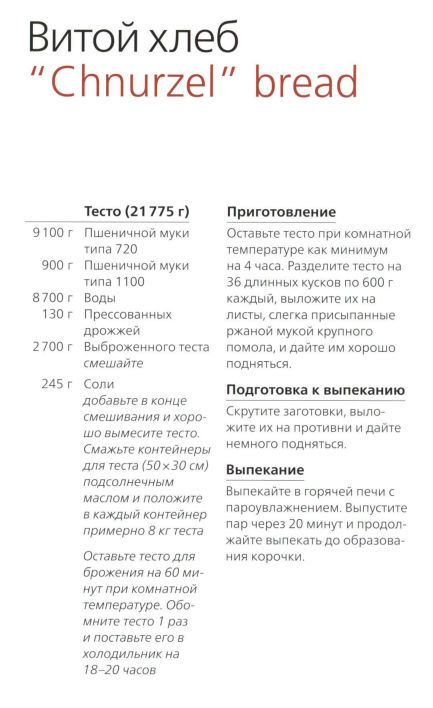 Витой хлеб
“Chnurzel” bread
Тесто (21 775 г)
9 100 г Пшеничной муки
типа 720
900 г Пшеничной муки
типа 1100
8 700 г Воды
130 г Прессованных
дрожжей
2 700 г Выброженного теста
смешайте
245 г Соли
добавьте в конце
смешивания и хоро-
шо вымесите тесто.
Смажьте контейнеры
для теста (50 × 30 см)
подсолнечным
маслом и положите
в каждый контейнер
примерно 8 кг теста
Оставьте тесто для
брожения на 60 ми-
нут при комнатной
температуре. Обо-
мните тесто 1 раз
и поставьте его в
холодильник на
18–20 часов
Приготовление
Оставьте тесто при комнатной
температуре как минимум
на 4 часа. Разделите тесто на
36 длинных кусков по 600 г
каждый, выложите их на
листы, слегка присыпанные
ржаной мукой крупного
помола, и дайте им хорошо
подняться.
Подготовка к выпеканию
Скрутите заготовки, выло-
жите их на противни и дайте
немного подняться.
Выпекание
Выпекайте в горячей печи с
пароувлажнением. Выпустите
пар через 20 минут и продол-
жайте выпекать до образова-
ния корочки.